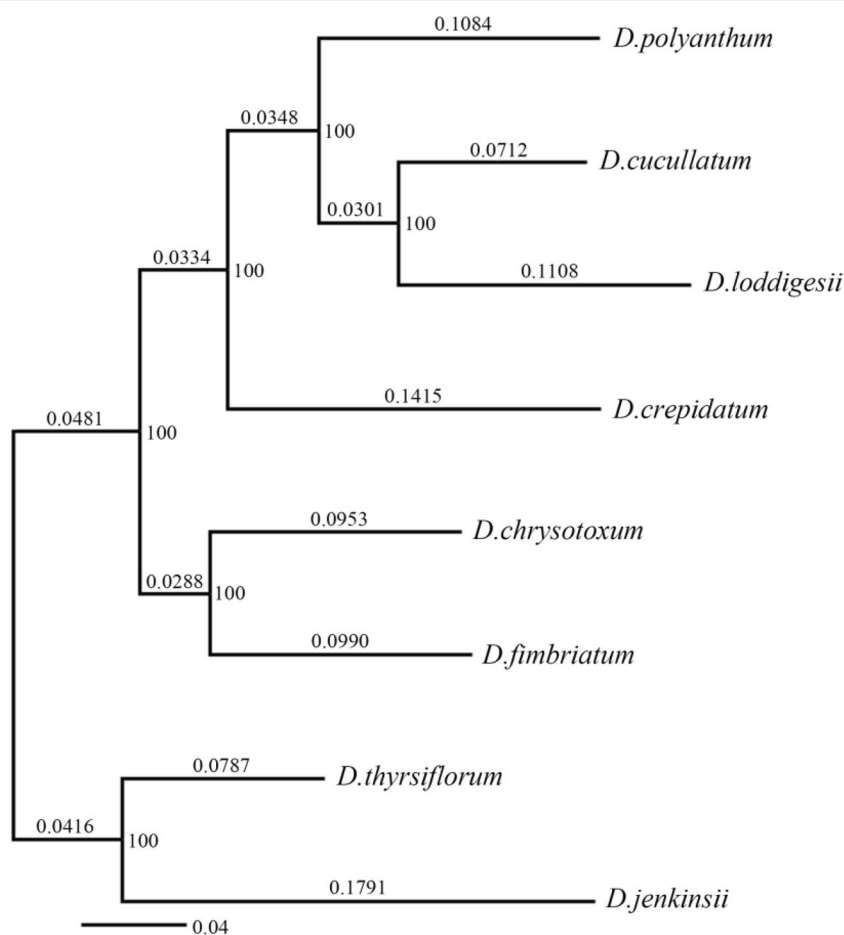 0.1084
D.polyanthum
0.0348
100
0.0712
D.cucullatum
0.0301
100
0.1108
D.loddigesii
0.0334
100
0.1415
D.crepidatum
0.0481
100
0.0953
D.chrysotoxum
0.0288
100
0.0990
D.fimbriatum
0.0787
D.thyrsiflorum
0.0416
100
0.1791
D.jenkinsii
0.04